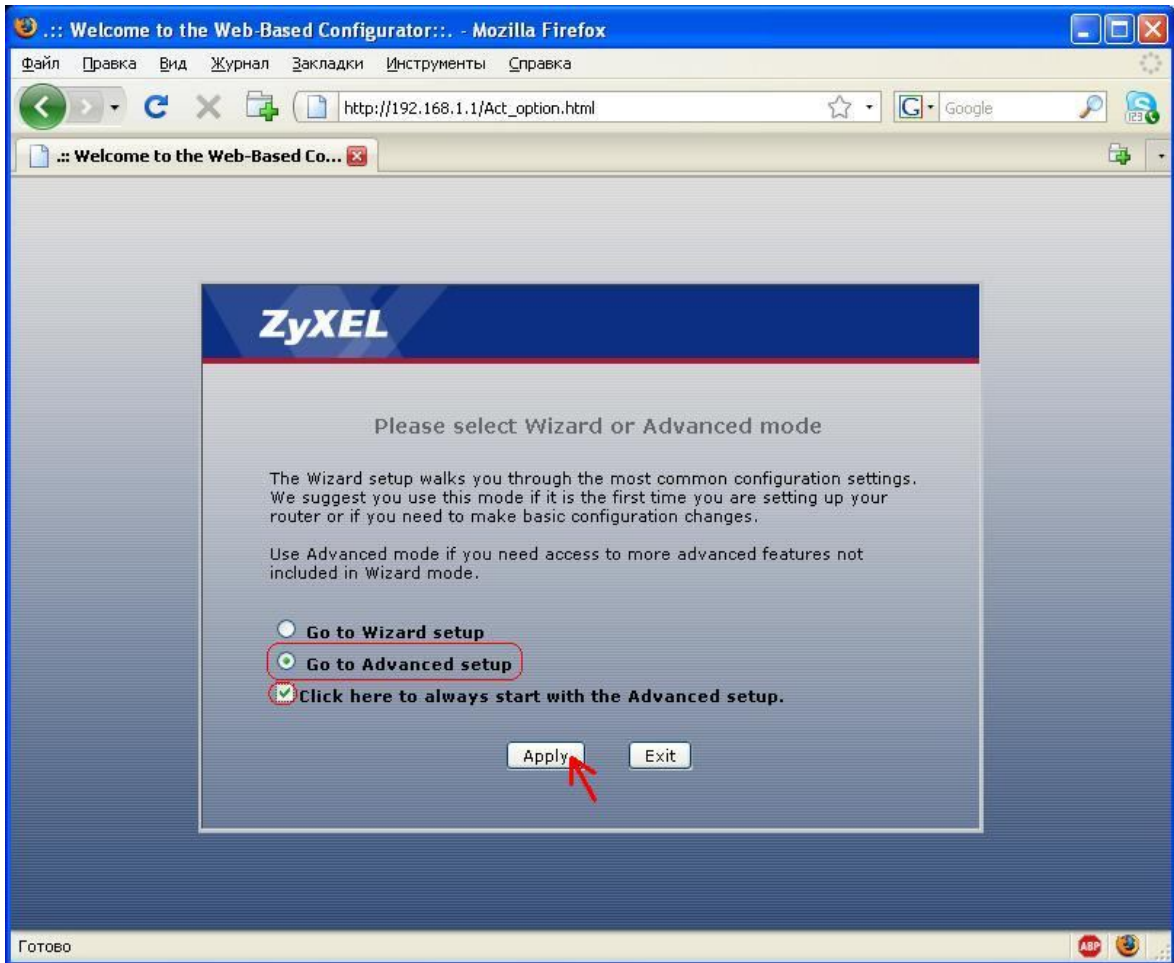 .:: Welcome to the Web-Based Configurator::. - Mozilla Firefox
Файл Правка Вид Журнал Закладки Инструменты Справка
http://192.168.1.1/Act_option.html
G Google
123
.:: Welcome to the Web-Based Co...
ZyXEL
Please select Wizard or Advanced mode
The Wizard setup walks you through the most common configuration settings.
We suggest you use this mode if it is the first time you are setting up your
router or if you need to make basic configuration changes.
Use Advanced mode if you need access to more advanced features not
included in Wizard mode.
Go to Wizard setup
Go to Advanced setup
Click here to always start with the Advanced setup.
Apply Exit
Готово
ABP